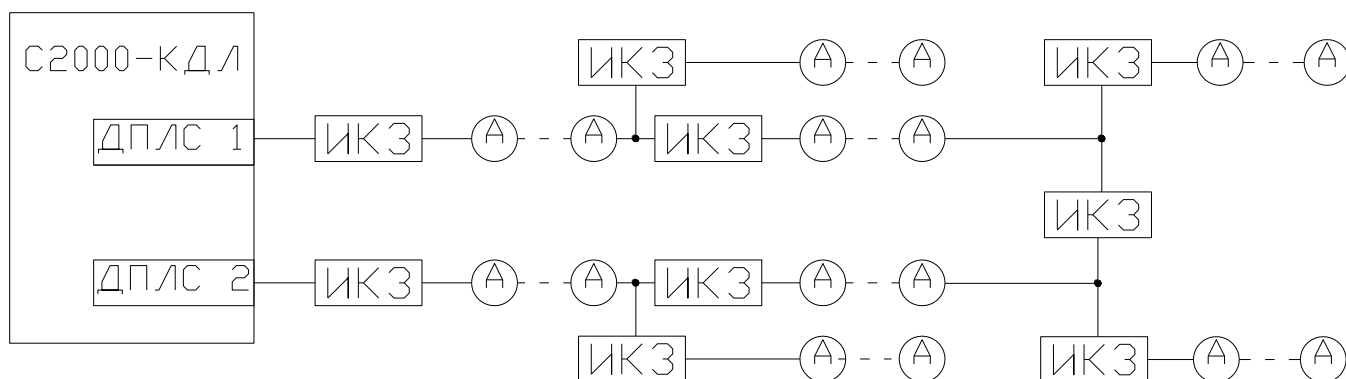 ИКЗ А А ИКЗ А А
С2000-КДЛ
ДПЛС 1 ИКЗ А А ИКЗ А А
ИКЗ
ДПЛС 2 ИКЗ А А ИКЗ А А
ИКЗ А А ИКЗ А А